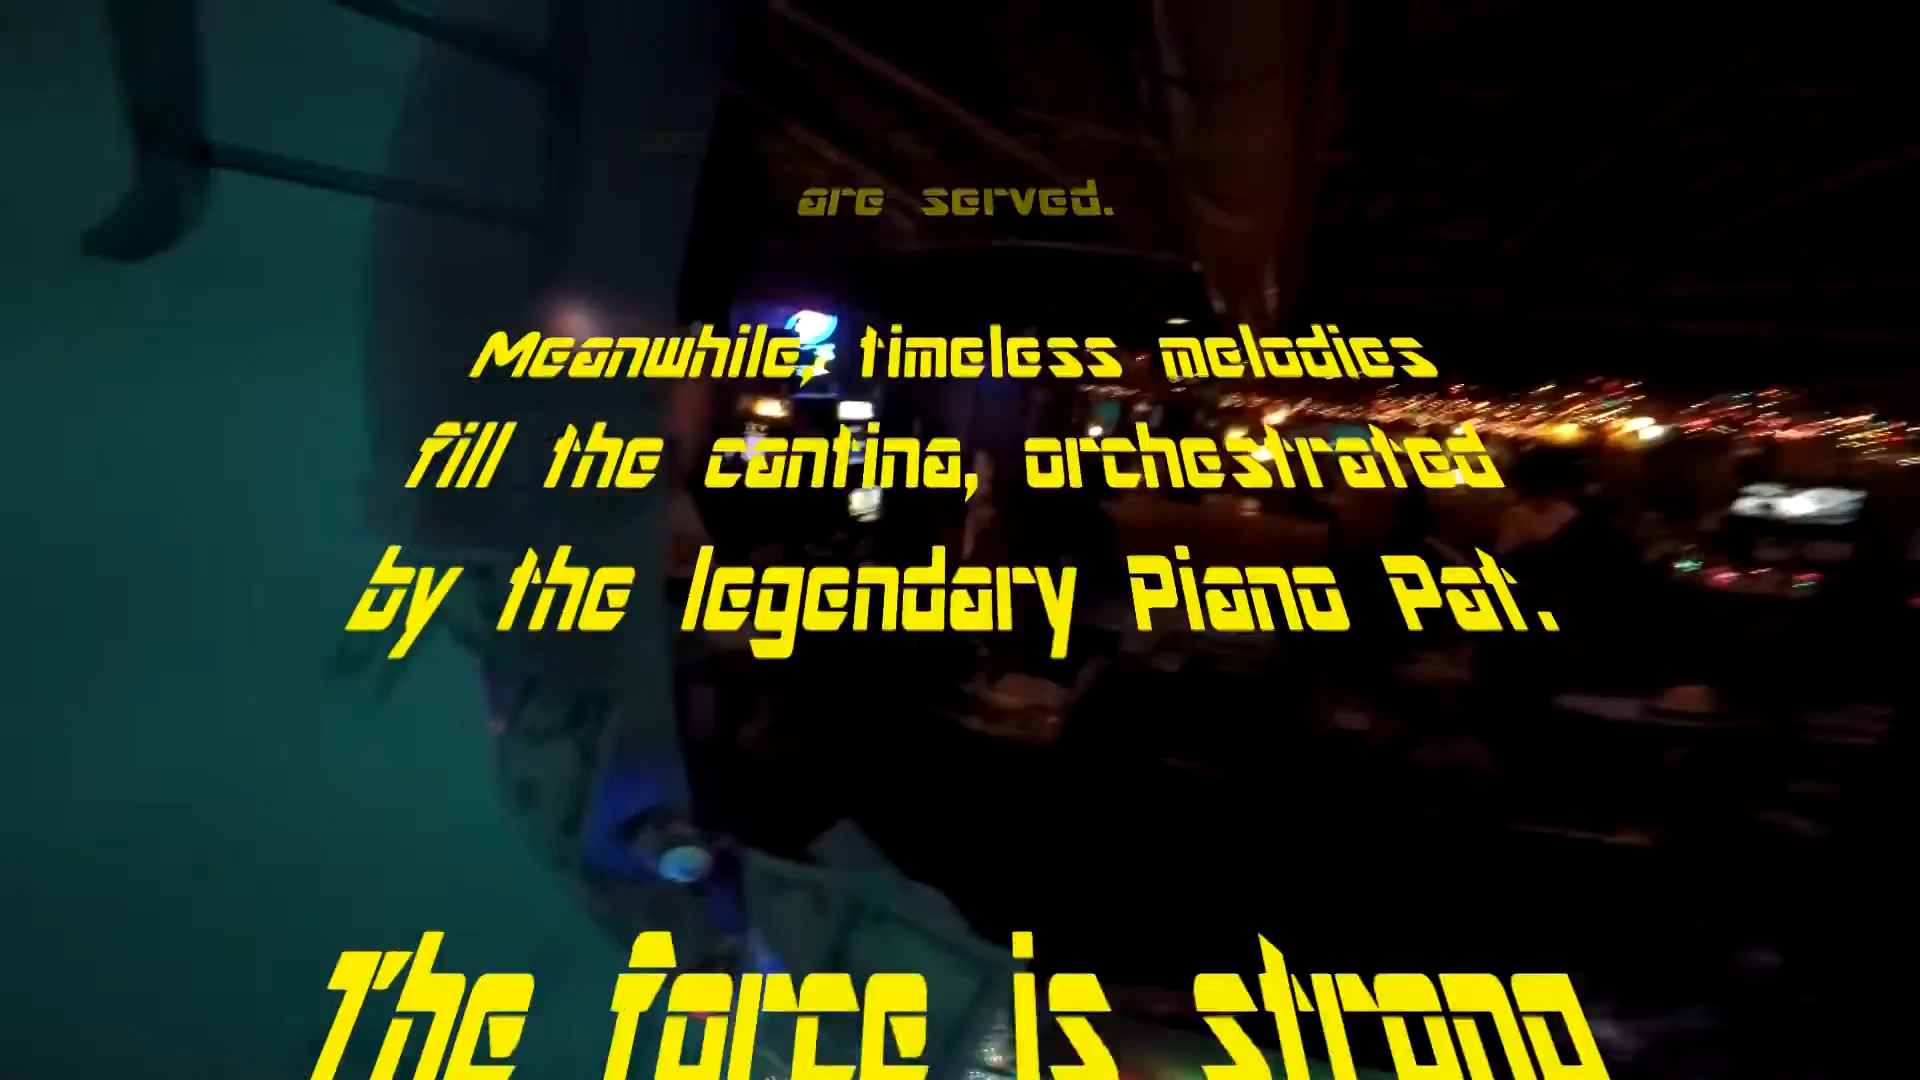 are served.
Meanwhile, timeless melodies
fill the cantina, orchestrated
by the legendary Piano Pat.
The force is strong